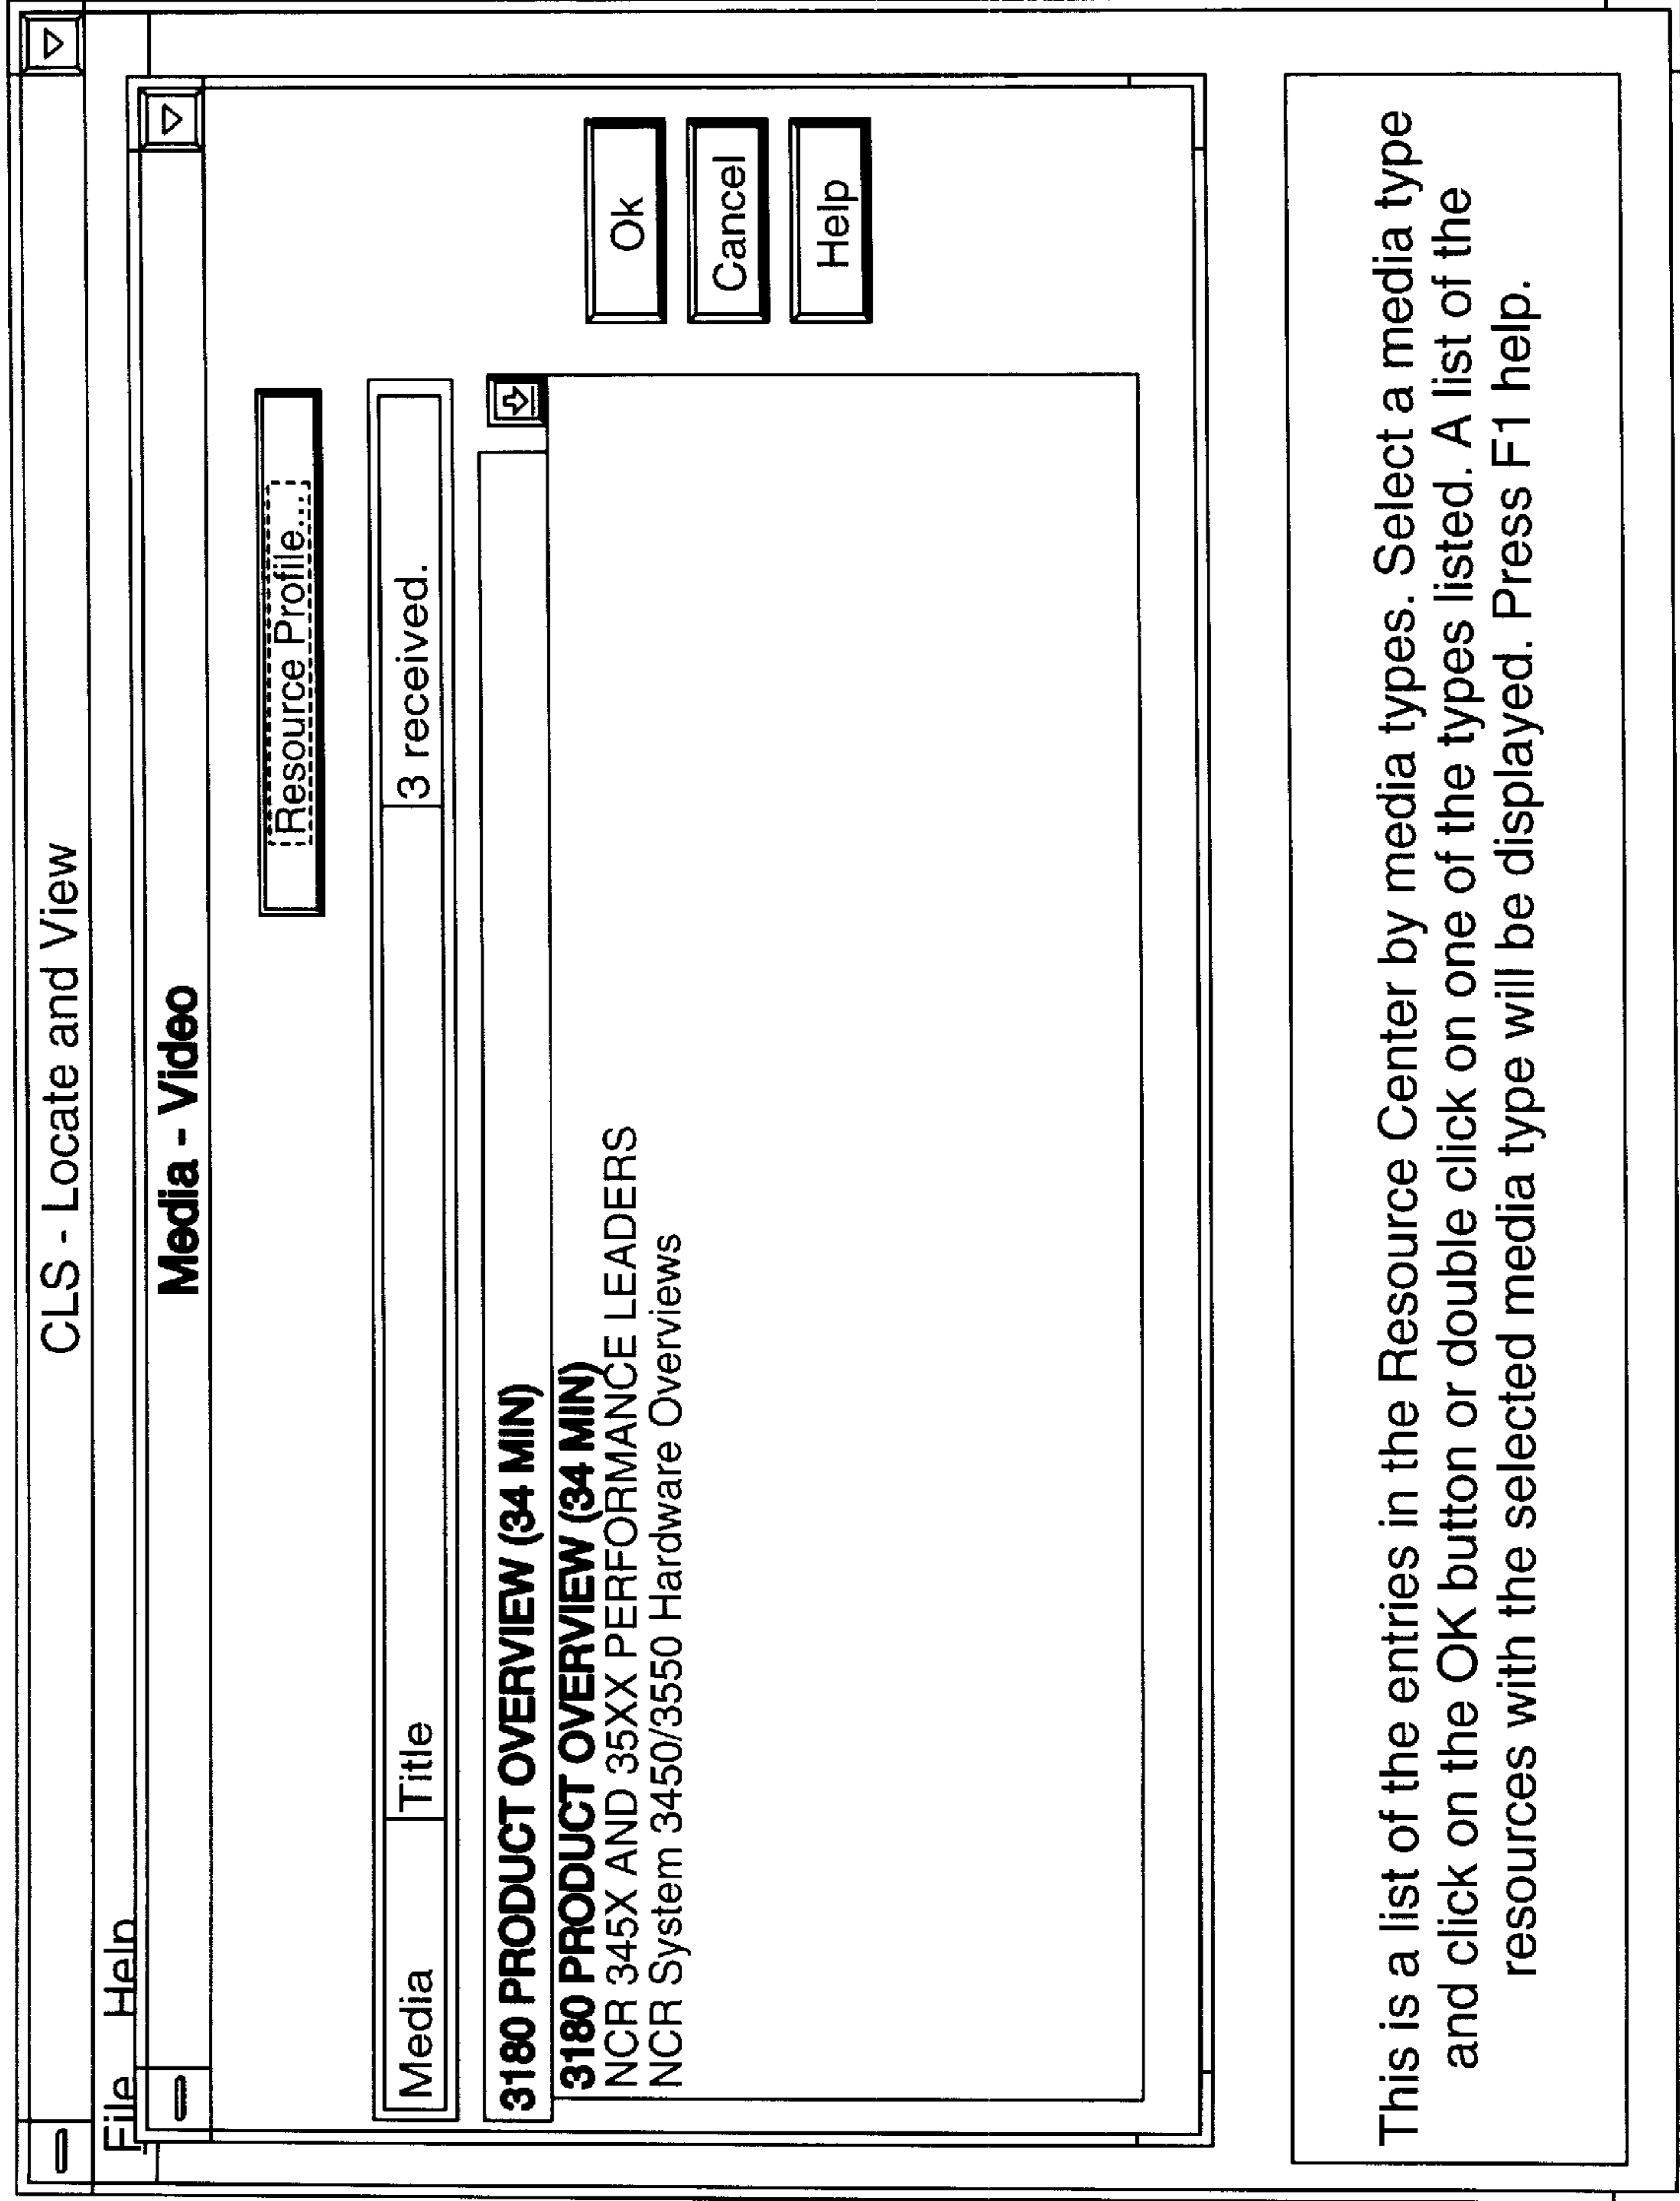 CLS - Locate and View
File Help
Media - Video
Resource Profile...
Media Title 3 received.
3180 PRODUCT OVERVIEW (34 MIN)
3180 PRODUCT OVERVIEW (34 MIN)
NCR 345X AND 35XX PERFORMANCE LEADERS
NCR System 3450/3550 Hardware Overviews
Ok
Cancel
Help
This is a list of the entries in the Resource Center by media types. Select a media type
and click on the OK button or double click on one of the types listed. A list of the
resources with the selected media type will be displayed. Press F1 help.